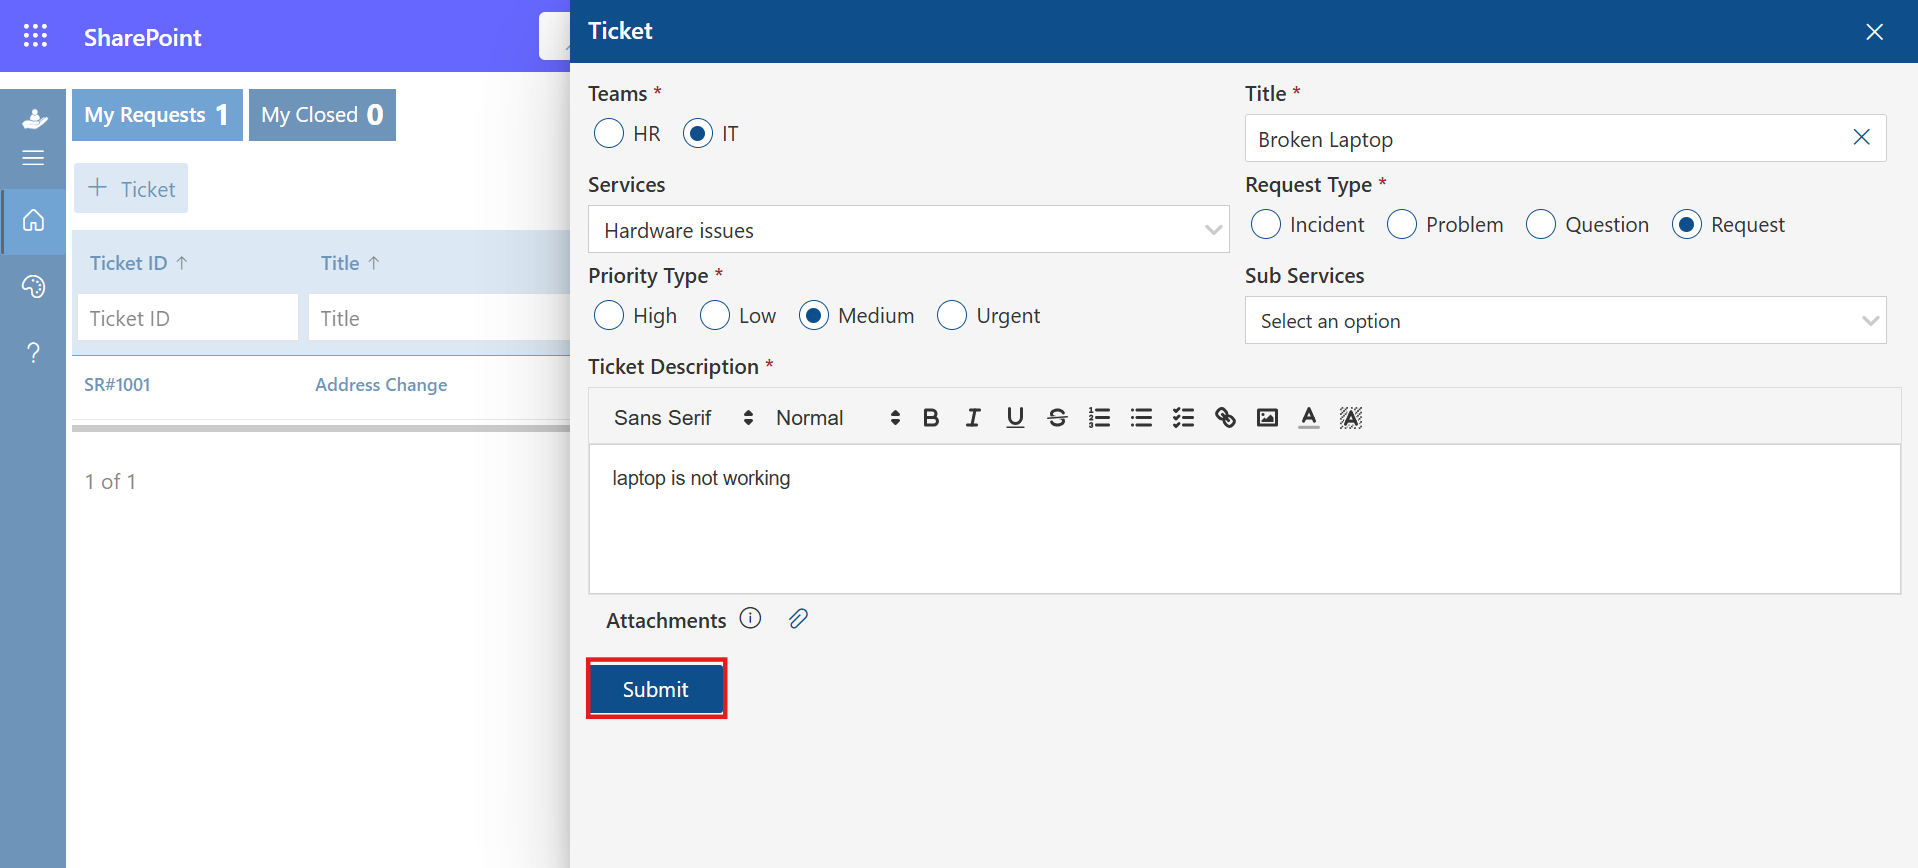 SharePoint
My Requests 1
My Closed 0
+ Ticket
Ticket ID ↑ Title ↑
Ticket ID Title
SR#1001 Address Change
1 of 1
Ticket
Teams *
HR IT
Title *
Broken Laptop
Services
Hardware issues
Request Type *
Incident Problem Question Request
Priority Type *
High Low Medium Urgent
Sub Services
Select an option
Ticket Description *
Sans Serif Normal B I U S A A
laptop is not working
Attachments
Submit